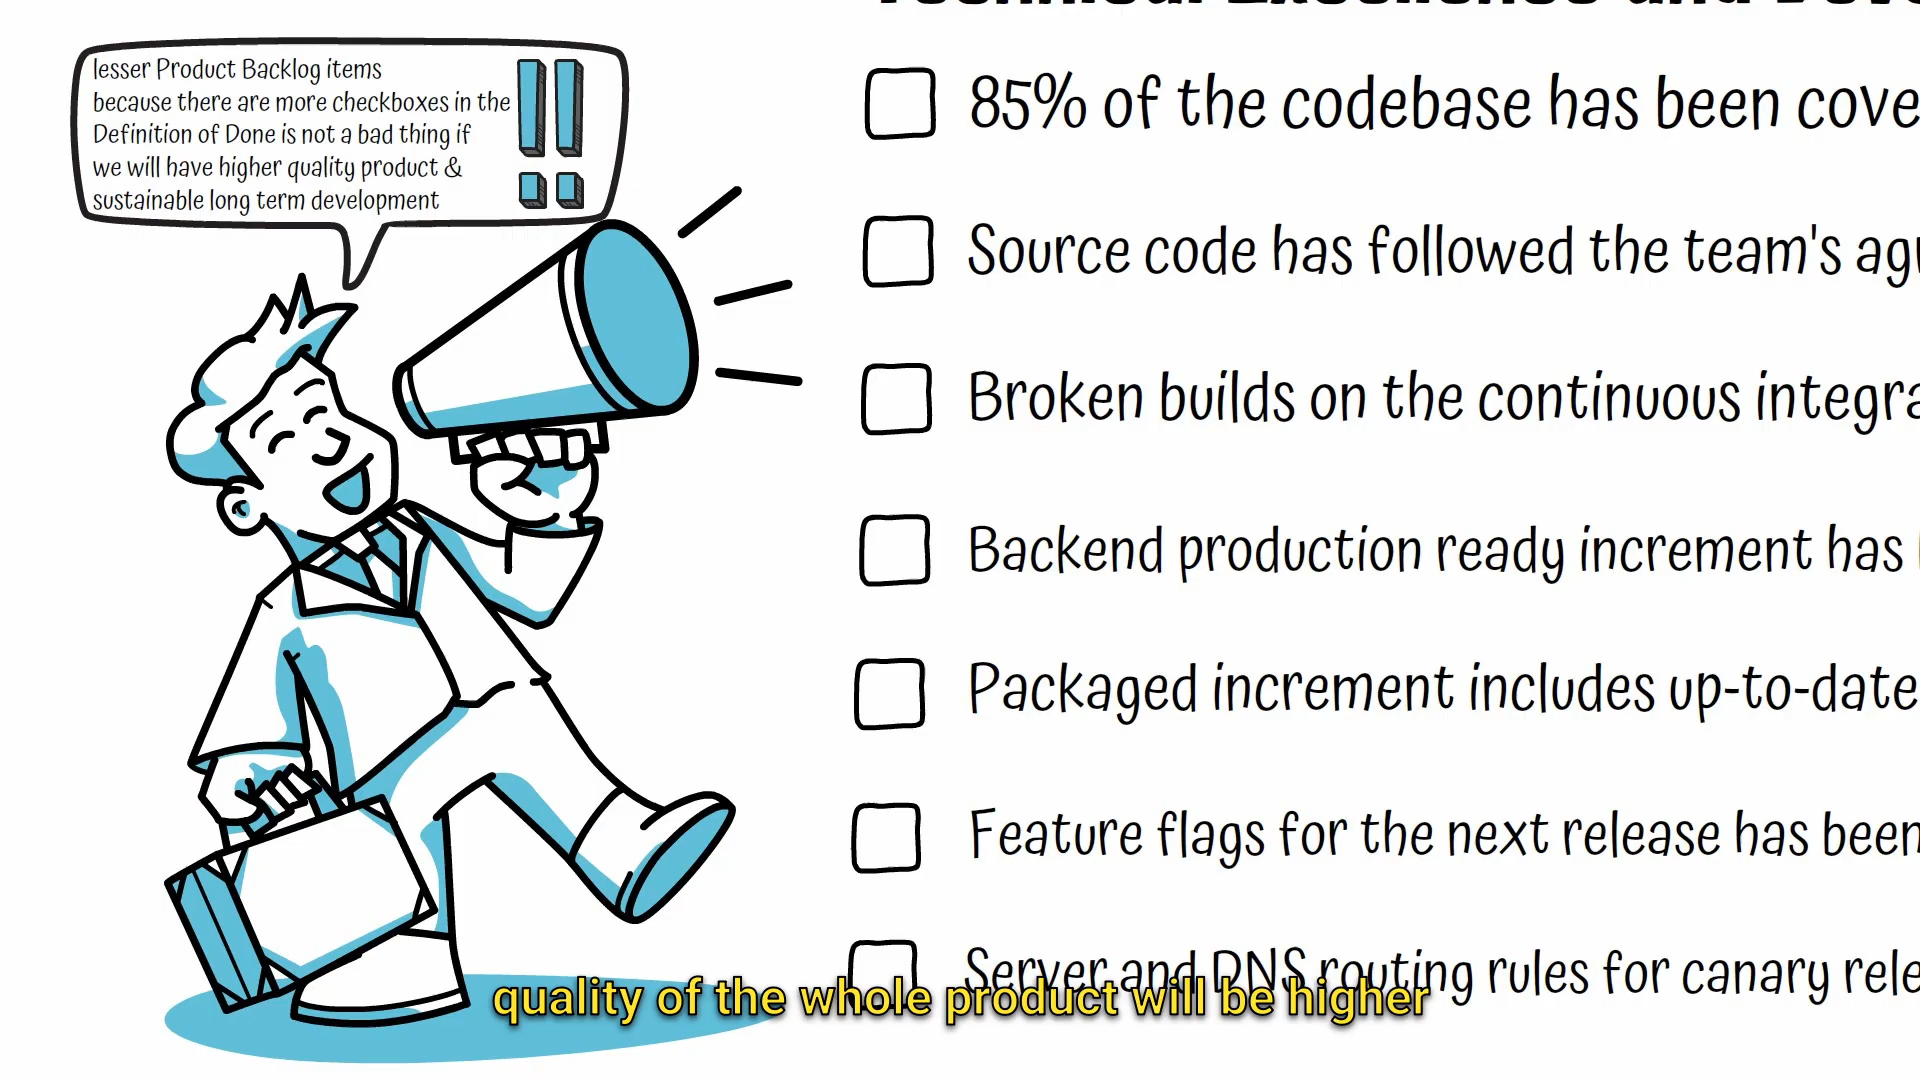 Technical Excellence and
lesser Product Backlog items
because there are more checkboxes in the
Definition of Done is not a bad thing if
we will have higher quality product &
sustainable long term development
85% of the codebase has been cove
Source code has followed the team's ag
Broken builds on the continuous integra
Backend production ready increment has
Packaged increment includes up-to-date
Feature flags for the next release has been
Server and DNS routing rules for canary rele
quality of the whole product will be higher